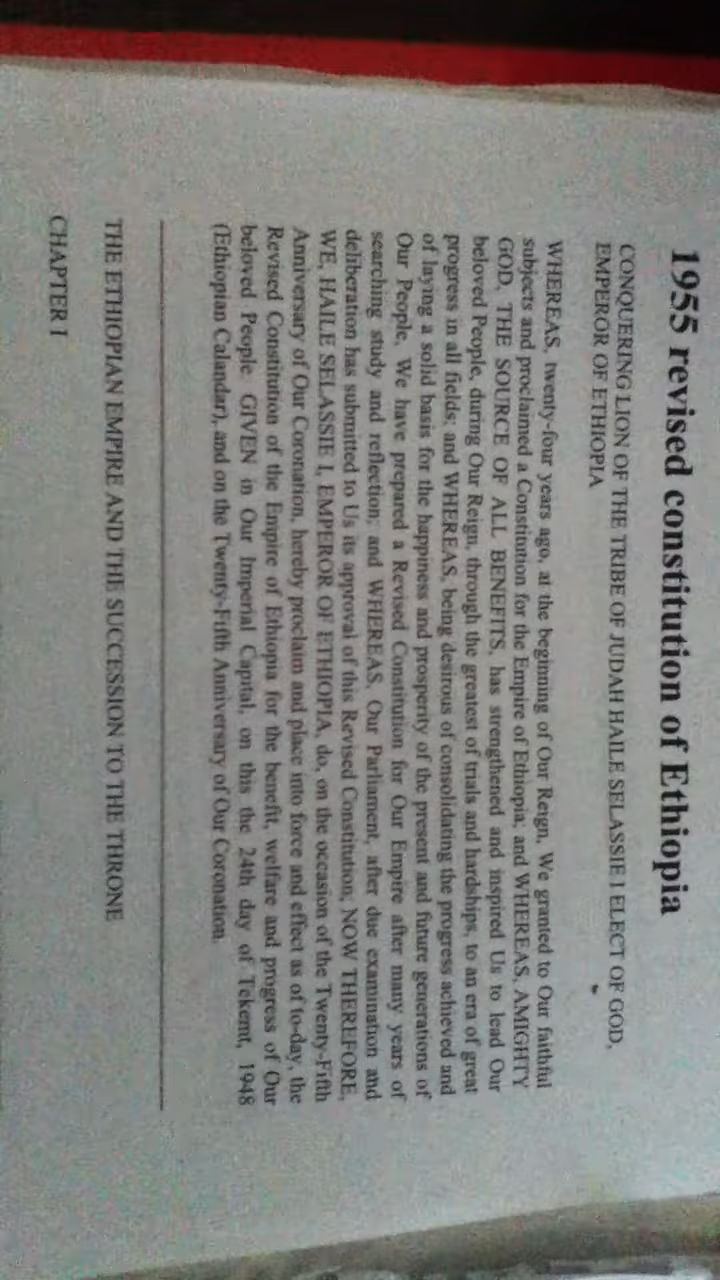 1955 revised constitution of Ethiopia
CONQUERING LION OF THE TRIBE OF JUDAH HAILE SELASSIE I ELECT OF GOD,
EMPEROR OF ETHIOPIA
WHEREAS, twenty-four years ago, at the beginning of Our Reign, We granted to Our faithful
subjects and proclaimed a Constitution for the Empire of Ethiopia; and WHEREAS, AMIGHTY
GOD, THE SOURCE OF ALL BENEFITS, has strengthened and inspired Us to lead Our
beloved People, during Our Reign, through the greatest of trials and hardships, to an era of great
progress in all fields; and WHEREAS, being desirous of consolidating the progress achieved and
of laying a solid basis for the happiness and prosperity of the present and future generations of
Our People, We have prepared a Revised Constitution for Our Empire after many years of
searching study and reflection; and WHEREAS, Our Parliament, after due examination and
deliberation has submitted to Us its approval of this Revised Constitution; NOW THEREFORE,
WE, HAILE SELASSIE I, EMPEROR OF ETHIOPIA, do, on the occasion of the Twenty-Fifth
Anniversary of Our Coronation, hereby proclaim and place into force and effect as of to-day, the
Revised Constitution of the Empire of Ethiopia for the benefit, welfare and progress of Our
beloved People. GIVEN in Our Imperial Capital, on this the 24th day of Tekemt, 1948
(Ethiopian Calandar), and on the Twenty-Fifth Anniversary of Our Coronation.
THE ETHIOPIAN EMPIRE AND THE SUCCESSION TO THE THRONE
CHAPTER I